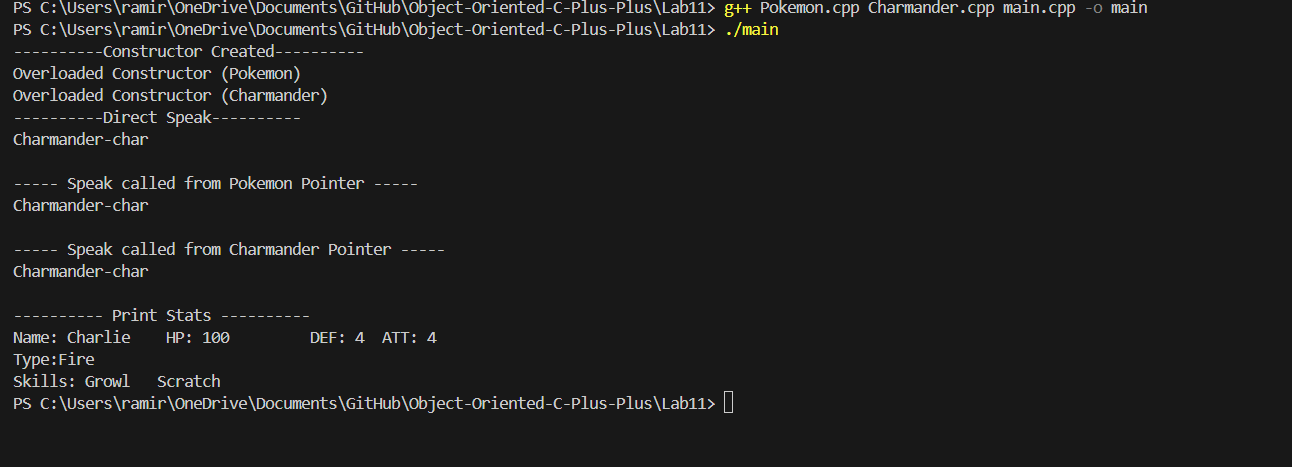 PS C:\Users\ramir\OneDrive\Documents\GitHub\Object-Oriented-C-Plus-Plus\Lab11> g++ Pokemon.cpp Charmander.cpp main.cpp -o main
PS C:\Users\ramir\OneDrive\Documents\GitHub\Object-Oriented-C-Plus-Plus\Lab11> ./main
----------Constructor Created----------
Overloaded Constructor (Pokemon)
Overloaded Constructor (Charmander)
----------Direct Speak----------
Charmander-char
----- Speak called from Pokemon Pointer -----
Charmander-char
----- Speak called from Charmander Pointer -----
Charmander-char
---------- Print Stats ----------
Name: Charlie    HP: 100         DEF: 4  ATT: 4
Type:Fire
Skills: Growl   Scratch
PS C:\Users\ramir\OneDrive\Documents\GitHub\Object-Oriented-C-Plus-Plus\Lab11>